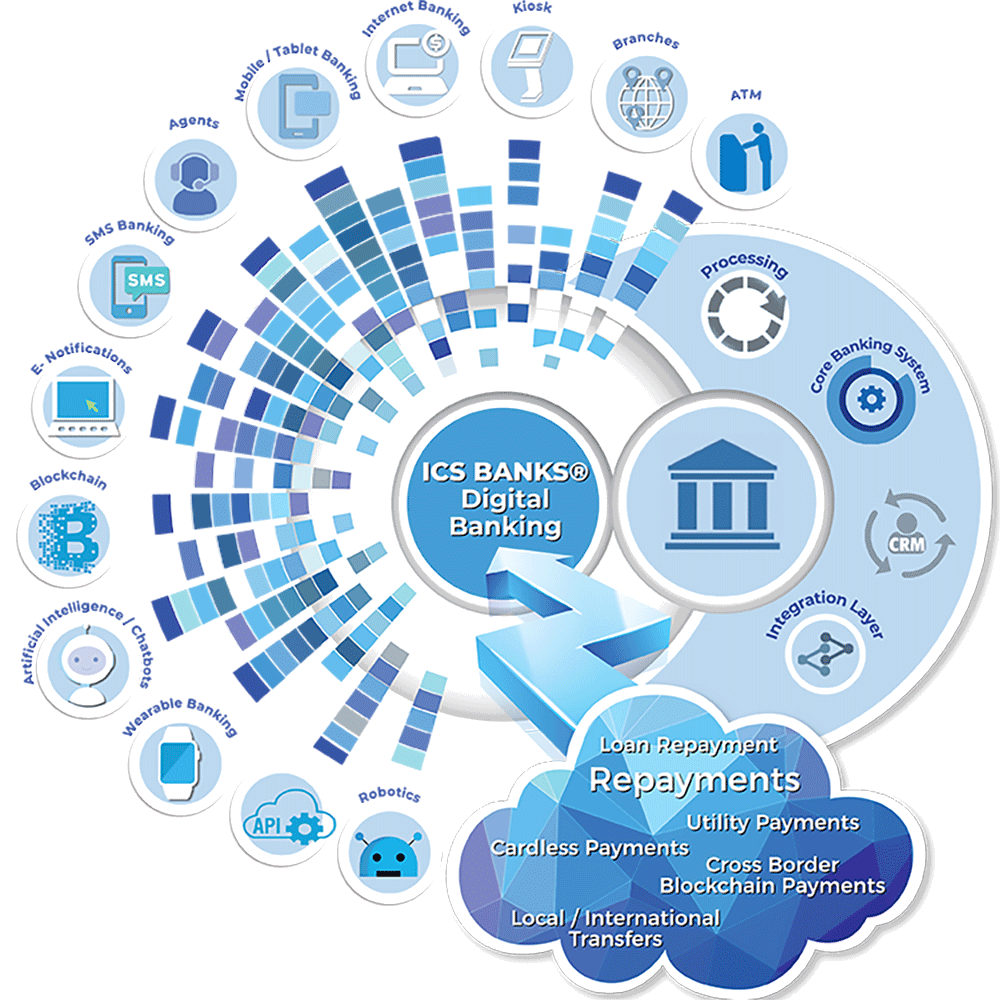 Internet Banking
Kiosk
Branches
ATM
Mobile / Tablet Banking
Agents
SMS Banking
SMS
E- Notifications
Blockchain
B
Artificial Intelligence / Chatbots
Wearable Banking
API
Robotics
Processing
Core Banking System
CRM
Integration Layer
ICS BANKS®
Digital
Banking
Loan Repayment
Repayments
Utility Payments
Cardless Payments
Cross Border
Blockchain Payments
Local / International
Transfers